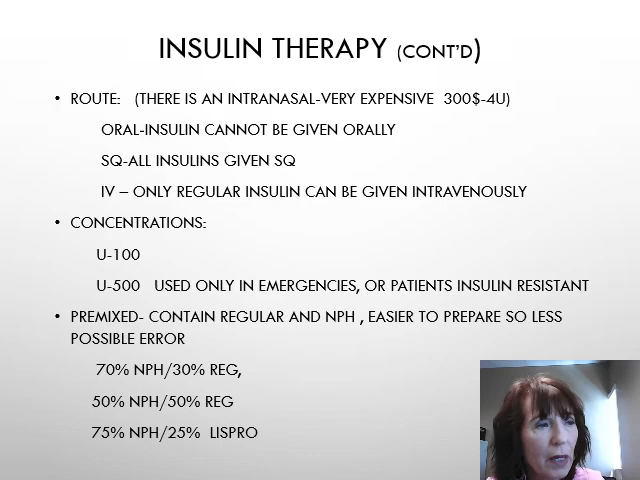 INSULIN THERAPY (CONT'D)
• ROUTE: (THERE IS AN INTRANASAL-VERY EXPENSIVE 300$-4U)
ORAL-INSULIN CANNOT BE GIVEN ORALLY
SQ-ALL INSULINS GIVEN SQ
IV – ONLY REGULAR INSULIN CAN BE GIVEN INTRAVENOUSLY
• CONCENTRATIONS:
U-100
U-500 USED ONLY IN EMERGENCIES, OR PATIENTS INSULIN RESISTANT
• PREMIXED- CONTAIN REGULAR AND NPH , EASIER TO PREPARE SO LESS
POSSIBLE ERROR
70% NPH/30% REG,
50% NPH/50% REG
75% NPH/25% LISPRO